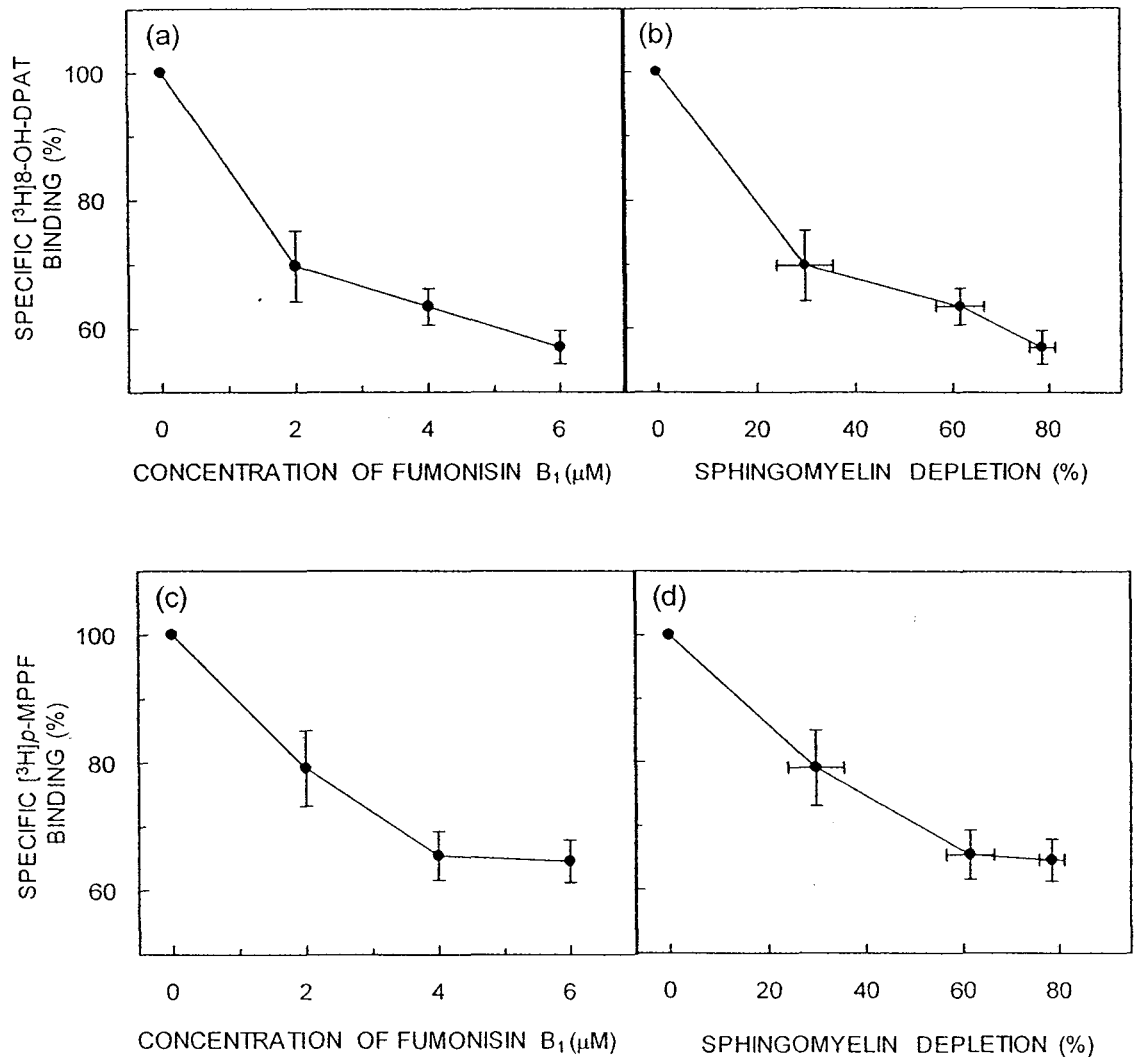 (a)
(b)
SPECIFIC [³H]8-OH-DPAT
BINDING (%)
100
80
60
0 2 4 6
0 20 40 60 80
CONCENTRATION OF FUMONISIN B₁ (μM)
SPHINGOMYELIN DEPLETION (%)
(c)
(d)
SPECIFIC [³H]p-MPPF
BINDING (%)
100
80
60
0 2 4 6
0 20 40 60 80
CONCENTRATION OF FUMONISIN B₁ (μM)
SPHINGOMYELIN DEPLETION (%)